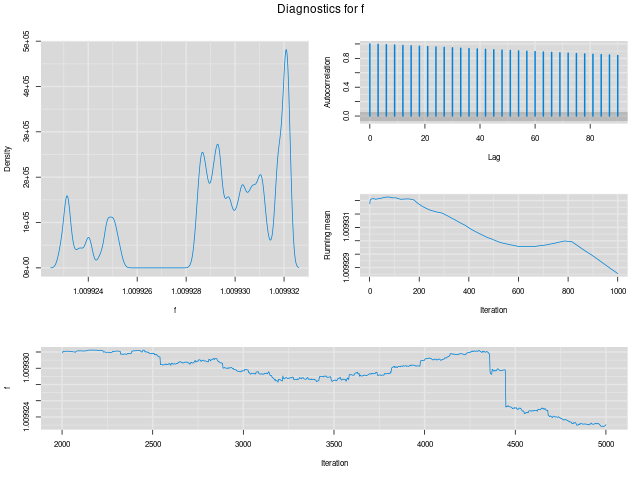 Diagnostics for f
Density
0e+00 1e+05 2e+05 3e+05 4e+05 5e+05
1.009924 1.009926 1.009928 1.009930 1.009932
f
Autocorrelation
0.0 0.4 0.8
0 20 40 60 80
Lag
Running mean
1.009929 1.009931
0 200 400 600 800 1000
Iteration
f
1.009924 1.009930
2000 2500 3000 3500 4000 4500 5000
Iteration